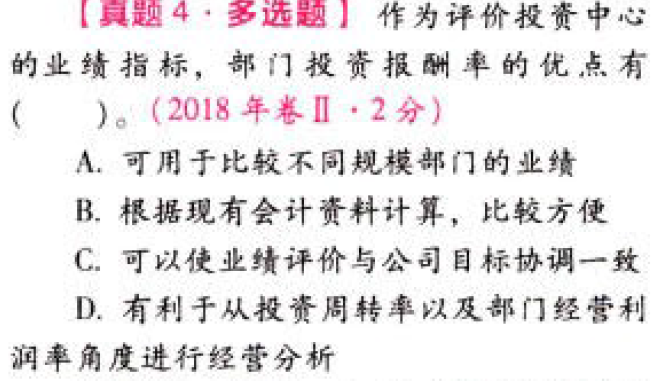 【真题4·多选题】 作为评价投资中心
的业绩指标，部门投资报酬率的优点有
(　　)。（2018年卷Ⅱ·2分）
A. 可用于比较不同规模部门的业绩
B. 根据现有会计资料计算，比较方便
C. 可以使业绩评价与公司目标协调一致
D. 有利于从投资周转率以及部门经营利
润率角度进行经营分析